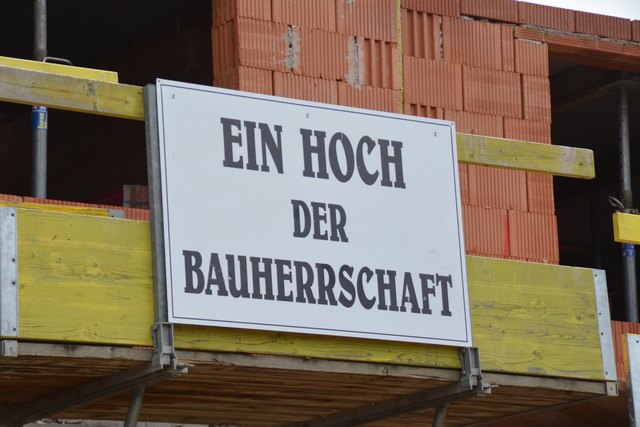 EIN HOCH
DER
BAUHERRSCHAFT